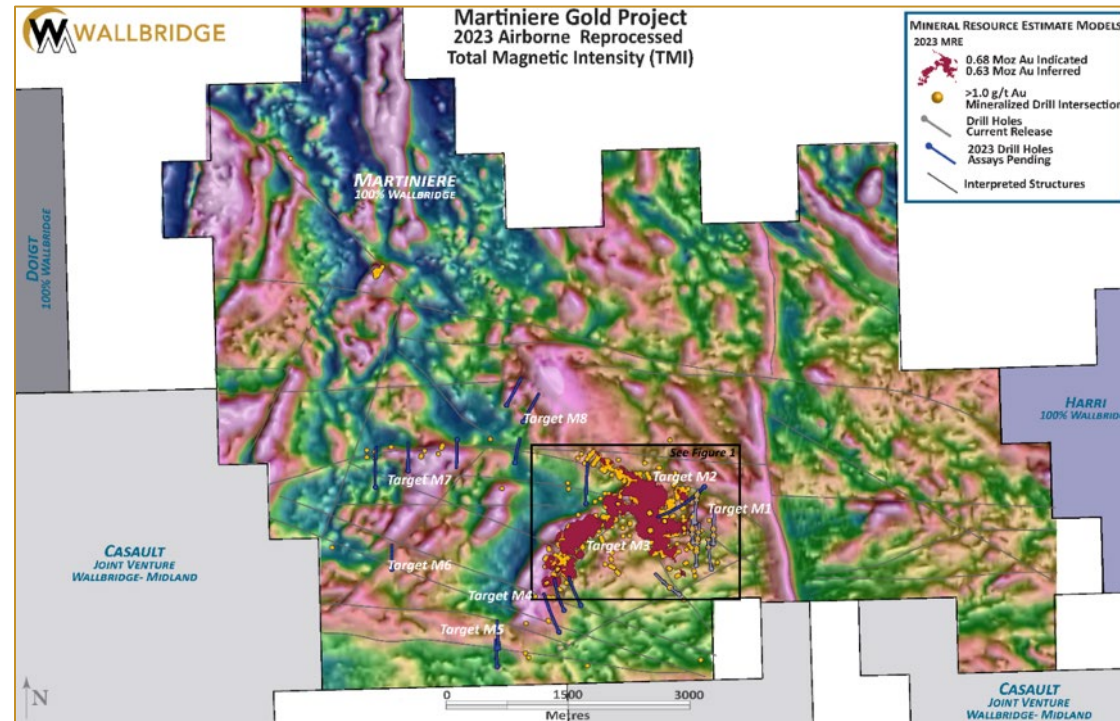 WALLBRIDGE
Martiniere Gold Project
2023 Airborne Reprocessed
Total Magnetic Intensity (TMI)
MINERAL RESOURCE ESTIMATE MODELS
2023 MRE
0.68 Moz Au Indicated
0.63 Moz Au Inferred
>1.0 g/t Au
Mineralized Drill Intersection
Drill Holes
Current Release
2023 Drill Holes
Assays Pending
Interpreted Structures
MARTINIERE
100% WALLBRIDGE
DOIGT
100% WALLBRIDGE
HARRI
100% WALLBRIDG
Target M8
See Figure 1
Target M7
Target M2
Target M1
Target M3
Target M6
Target M4
Target M5
CASAULT
JOINT VENTURE
WALLBRIDGE- MIDLAND
N
0 1500 3000
Metres
CASAULT
JOINT VENTURE
WALLBRIDGE- MIDLAND